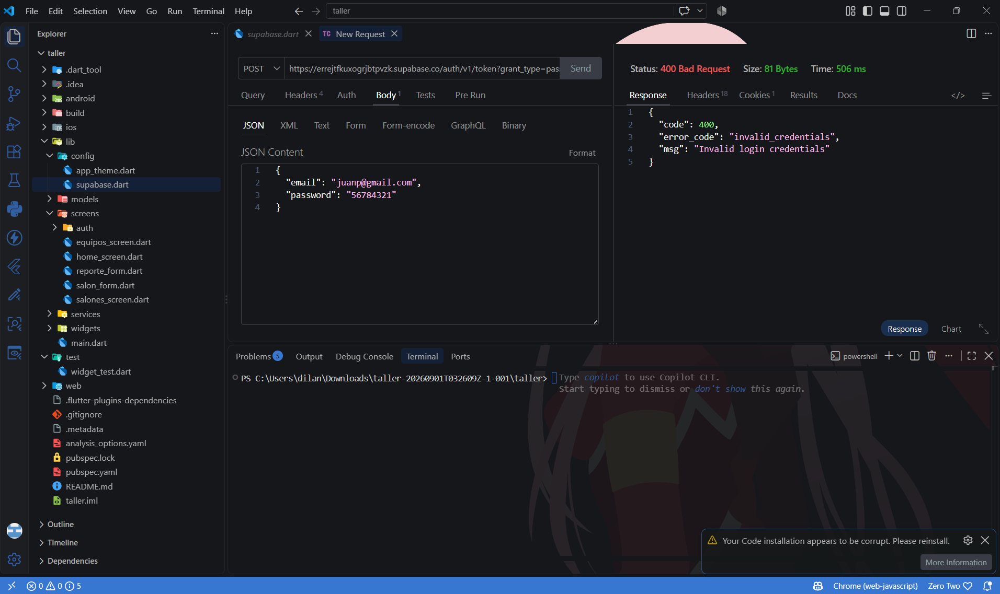 File Edit Selection View Go Run Terminal Help
taller
Explorer
taller
.dart_tool
.idea
android
build
ios
lib
config
app_theme.dart
supabase.dart
models
screens
auth
equipos_screen.dart
home_screen.dart
reporte_form.dart
salon_form.dart
salones_screen.dart
services
widgets
main.dart
test
widget_test.dart
web
.flutter-plugins-dependencies
.gitignore
.metadata
analysis_options.yaml
pubspec.lock
pubspec.yaml
README.md
taller.iml
Outline
Timeline
Dependencies
supabase.dart
TC New Request
POST https://errejtfkuxogrjbtpvzk.supabase.co/auth/v1/token?grant_type=pas Send
Query Headers 4 Auth Body 1 Tests Pre Run
JSON XML Text Form Form-encode GraphQL Binary
JSON Content Format
1 {
2 "email": "juanp@gmail.com",
3 "password": "56784321"
4 }
Status: 400 Bad Request Size: 81 Bytes Time: 506 ms
Response Headers 18 Cookies 1 Results Docs </>
1 {
2 "code": 400,
3 "error_code": "invalid_credentials",
4 "msg": "Invalid login credentials"
5 }
Response Chart
Problems 5 Output Debug Console Terminal Ports
powershell
PS C:\Users\dilan\Downloads\taller-20260901T032609Z-1-001\taller> Type copilot to use Copilot CLI.
Start typing to dismiss or don't show this again.
Your Code installation appears to be corrupt. Please reinstall.
More Information
0 0 5
Chrome (web-javascript) Zero Two